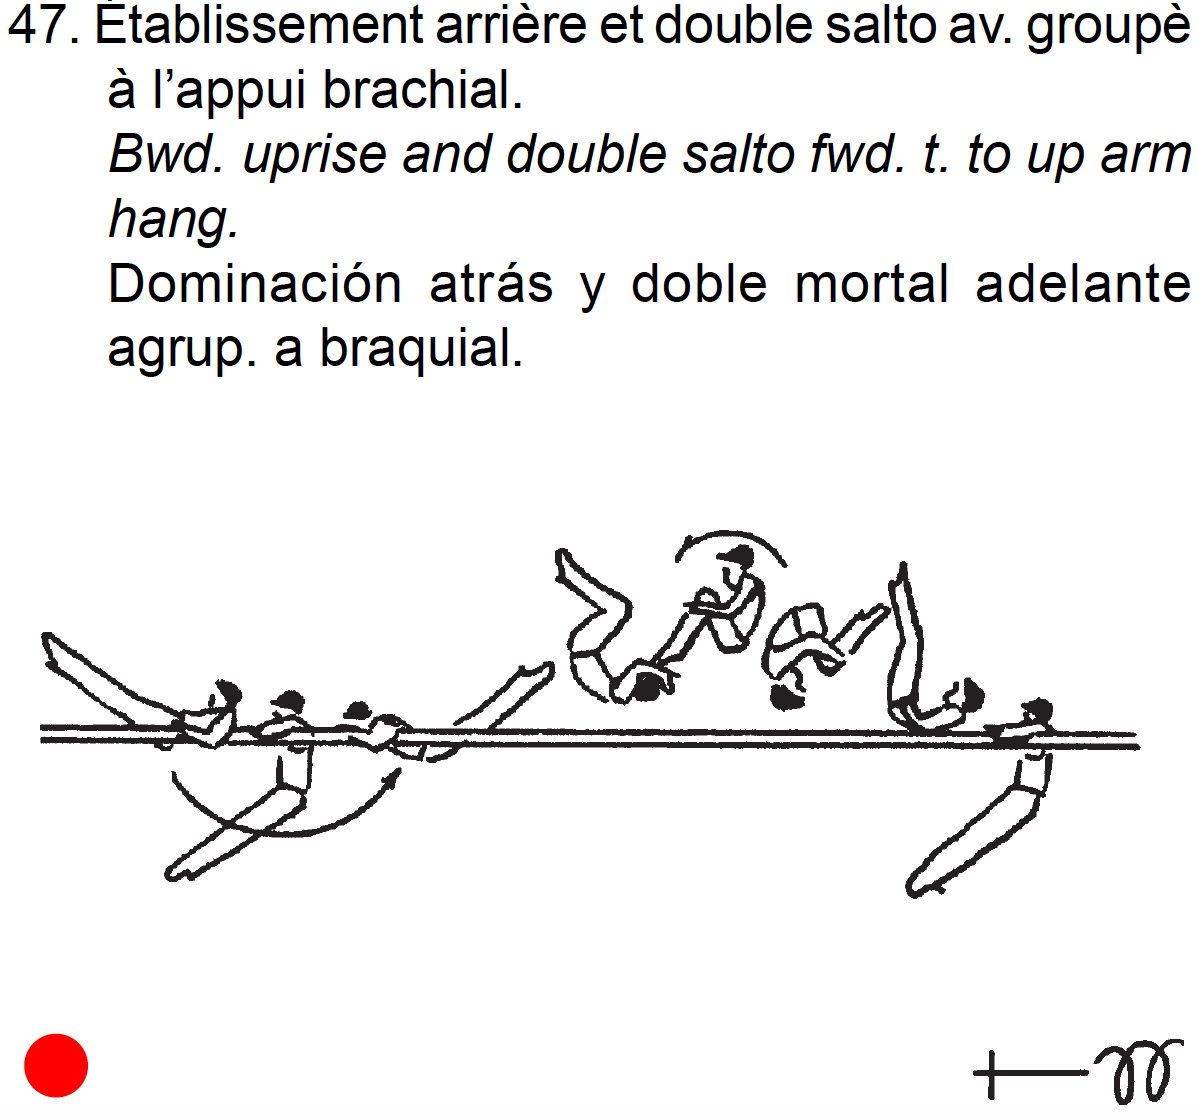 47. Établissement arrière et double salto av. groupè
à l’appui brachial.
Bwd. uprise and double salto fwd. t. to up arm
hang.
Dominación atrás y doble mortal adelante
agrup. a braquial.